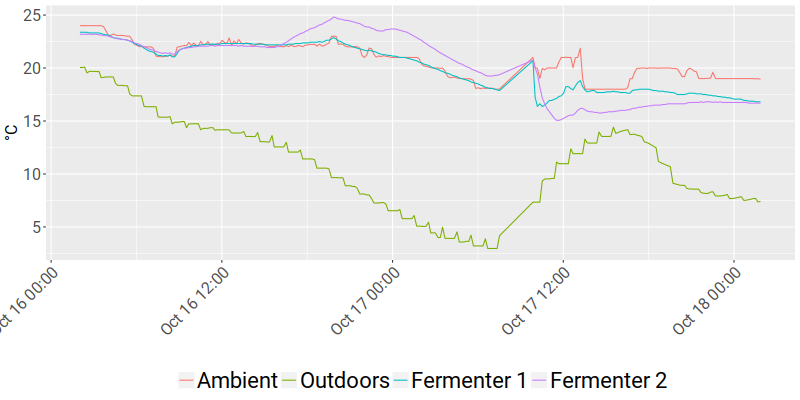 25
20
15
10
5
°C
Oct 16 00:00
Oct 16 12:00
Oct 17 00:00
Oct 17 12:00
Oct 18 00:00
Ambient Outdoors Fermenter 1 Fermenter 2